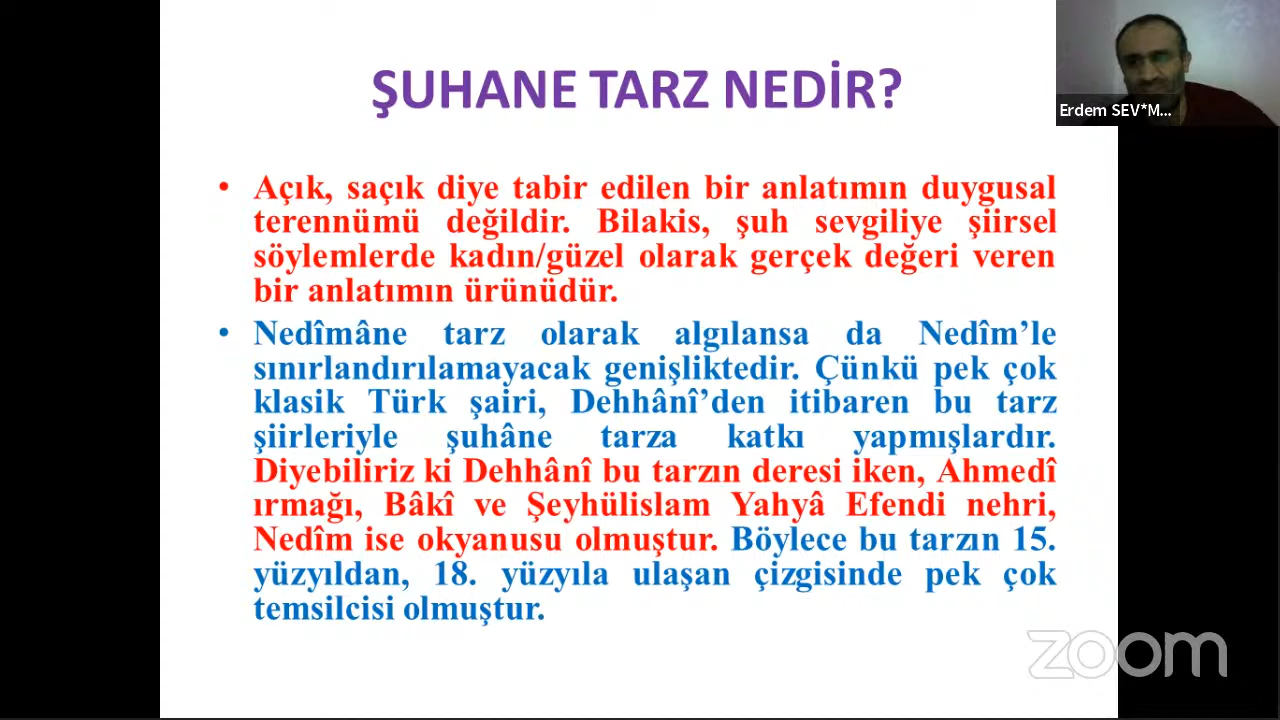 ŞUHANE TARZ NEDİR?
Erdem SEV*M...
• Açık, saçık diye tabir edilen bir anlatımın duygusal
terennümü değildir. Bilakis, şuh sevgiliye şiirsel
söylemlerde kadın/güzel olarak gerçek değeri veren
bir anlatımın ürünüdür.
• Nedîmâne tarz olarak algılansa da Nedîm’le
sınırlandırılamayacak genişliktedir. Çünkü pek çok
klasik Türk şairi, Dehhânî’den itibaren bu tarz
şiirleriyle şuhâne tarza katkı yapmışlardır.
Diyebiliriz ki Dehhânî bu tarzın deresi iken, Ahmedî
ırmağı, Bâkî ve Şeyhülislam Yahyâ Efendi nehri,
Nedîm ise okyanusu olmuştur. Böylece bu tarzın 15.
yüzyıldan, 18. yüzyıla ulaşan çizgisinde pek çok
temsilcisi olmuştur.
zoom